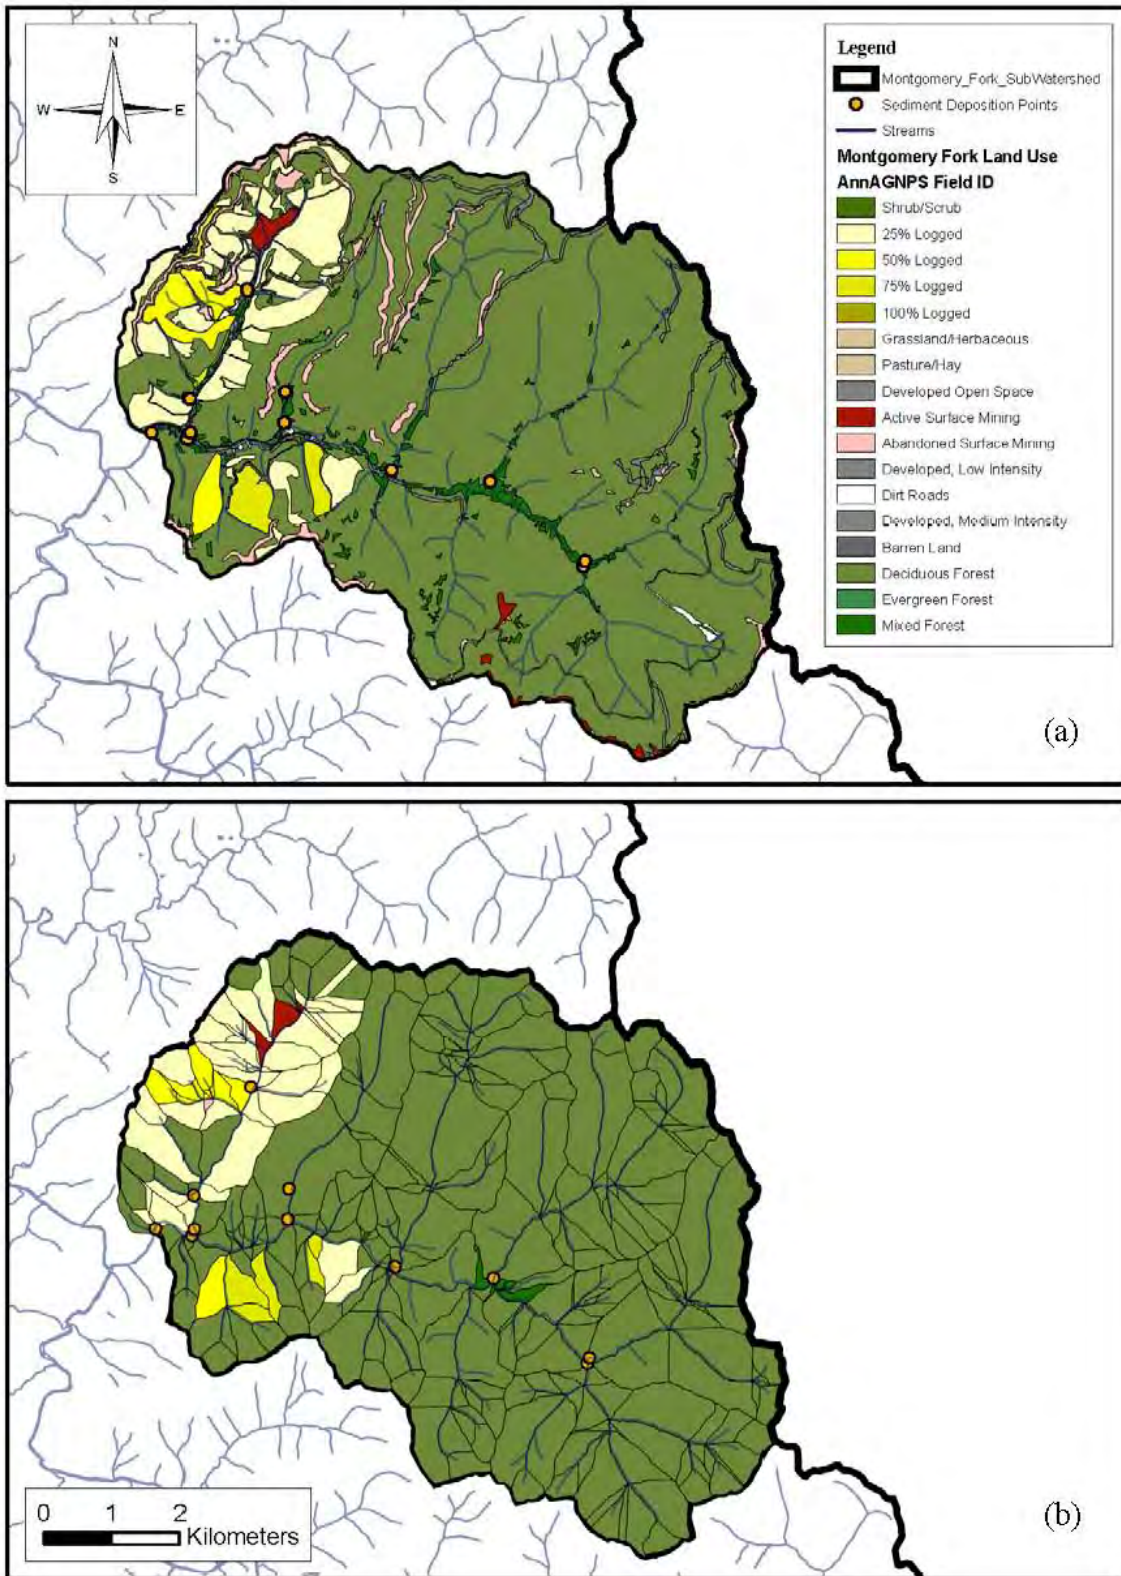 N
W E
S
Legend
Montgomery_Fork_SubWatershed
Sediment Deposition Points
Streams
Montgomery Fork Land Use
AnnAGNPS Field ID
Shrub/Scrub
25% Logged
50% Logged
75% Logged
100% Logged
Grassland/Herbaceous
Pasture/Hay
Developed Open Space
Active Surface Mining
Abandoned Surface Mining
Developed, Low Intensity
Dirt Roads
Developed, Medium Intensity
Barren Land
Deciduous Forest
Evergreen Forest
Mixed Forest
(a)
0 1 2
Kilometers
(b)